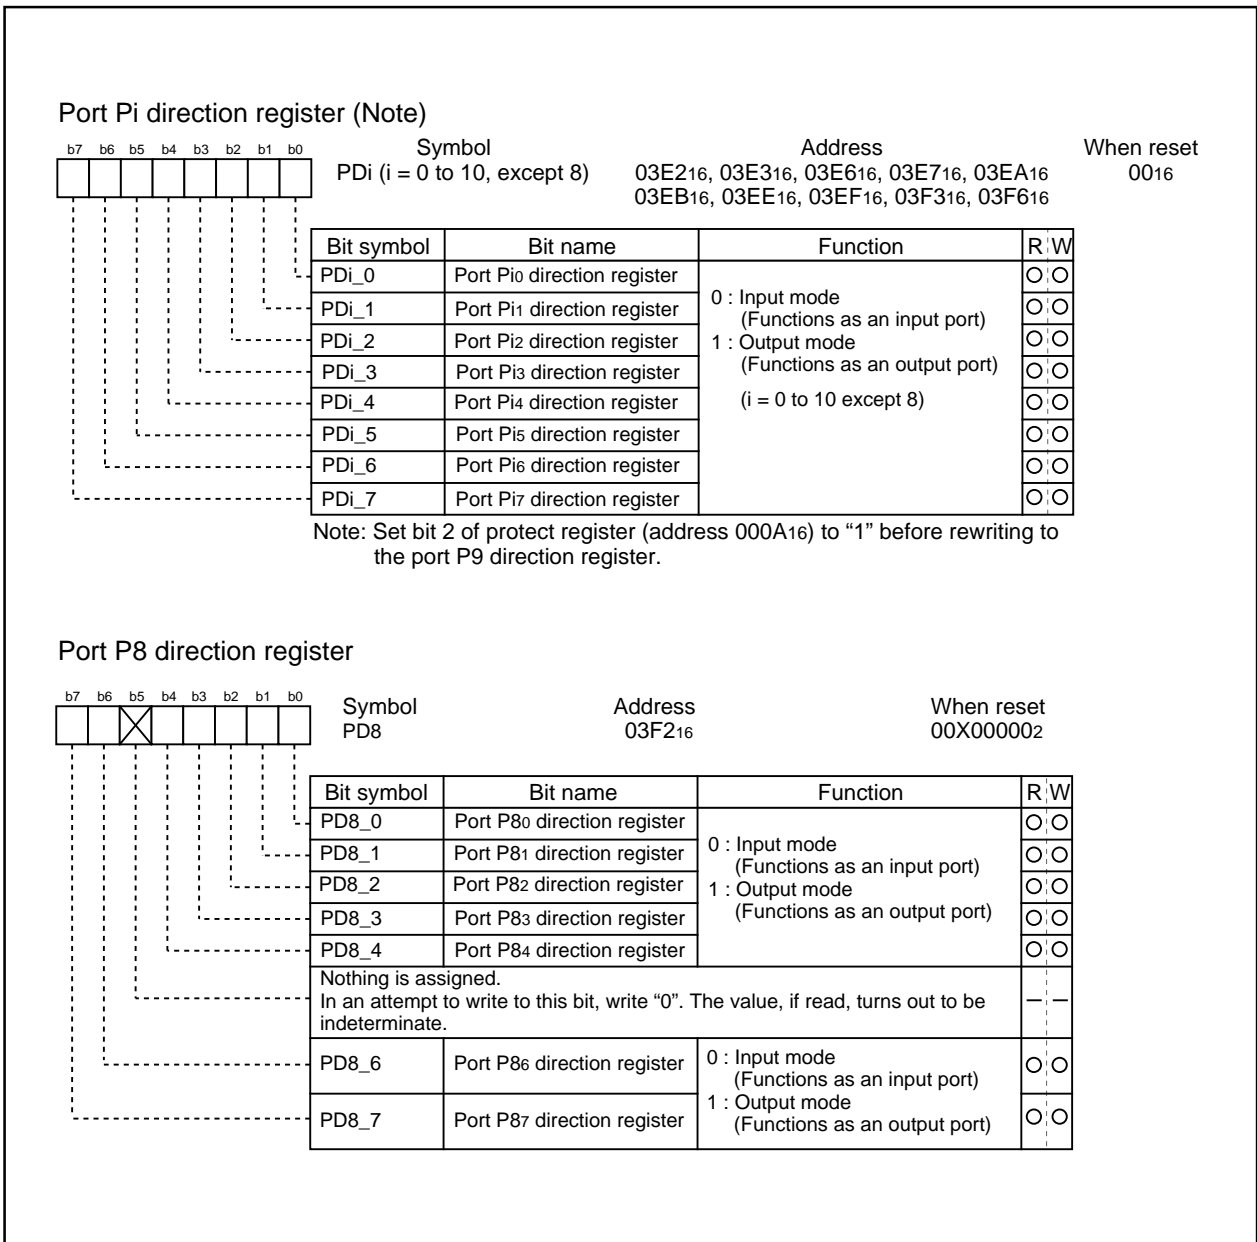 Port Pi direction register (Note)
b7 b6 b5 b4 b3 b2 b1 b0
Symbol Address When reset
PDi (i = 0 to 10, except 8) 03E216, 03E316, 03E616, 03E716, 03EA16 0016
03EB16, 03EE16, 03EF16, 03F316, 03F616
Bit symbol Bit name Function R W
PDi_0 Port Pi0 direction register
PDi_1 Port Pi1 direction register
PDi_2 Port Pi2 direction register
PDi_3 Port Pi3 direction register
PDi_4 Port Pi4 direction register
PDi_5 Port Pi5 direction register
PDi_6 Port Pi6 direction register
PDi_7 Port Pi7 direction register
0 : Input mode
(Functions as an input port)
1 : Output mode
(Functions as an output port)
(i = 0 to 10 except 8)
Note: Set bit 2 of protect register (address 000A16) to “1” before rewriting to
the port P9 direction register.
Port P8 direction register
b7 b6 b5 b4 b3 b2 b1 b0
Symbol Address When reset
PD8 03F216 00X000002
Bit symbol Bit name Function R W
PD8_0 Port P80 direction register
PD8_1 Port P81 direction register
PD8_2 Port P82 direction register
PD8_3 Port P83 direction register
PD8_4 Port P84 direction register
0 : Input mode
(Functions as an input port)
1 : Output mode
(Functions as an output port)
Nothing is assigned.
In an attempt to write to this bit, write “0”. The value, if read, turns out to be
indeterminate.
PD8_6 Port P86 direction register
PD8_7 Port P87 direction register
0 : Input mode
(Functions as an input port)
1 : Output mode
(Functions as an output port)